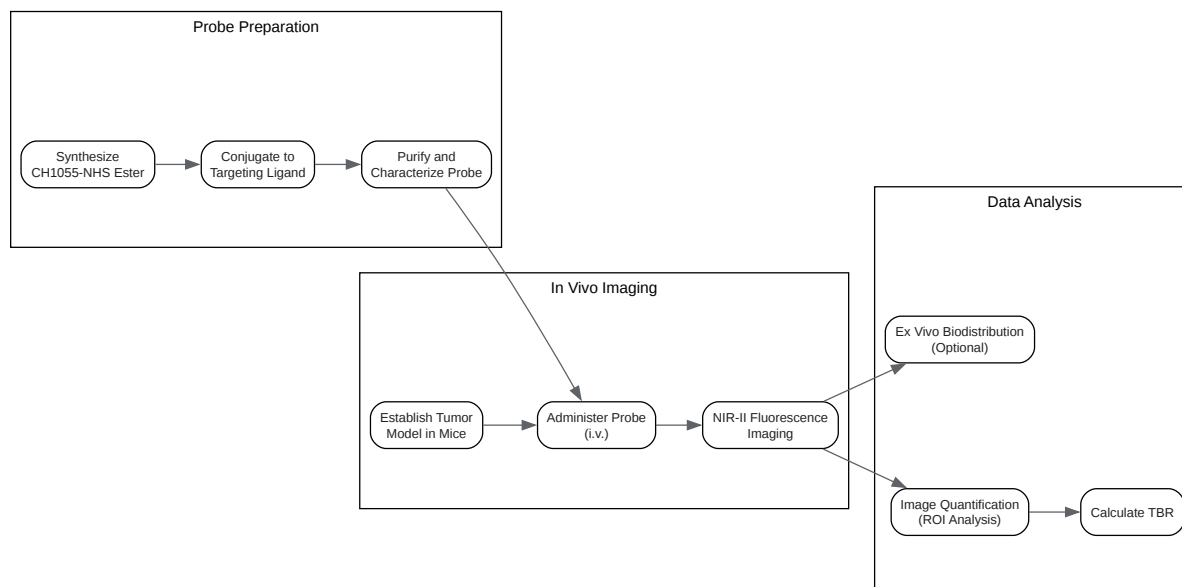 Probe Preparation
Synthesize
CH1055-NHS Ester
Conjugate to
Targeting Ligand
Purify and
Characterize Probe
In Vivo Imaging
Establish Tumor
Model in Mice
Administer Probe
(i.v.)
NIR-II Fluorescence
Imaging
Data Analysis
Ex Vivo Biodistribution
(Optional)
Image Quantification
(ROI Analysis)
Calculate TBR